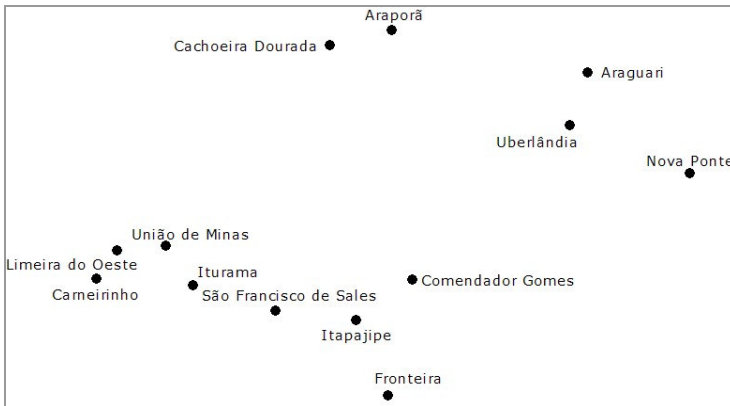 Araporã
Cachoeira Dourada
Araguari
Uberlândia
Nova Ponte
União de Minas
Limeira do Oeste
Iturama
Carneirinho
São Francisco de Sales
Comendador Gomes
Itapajipe
Fronteira